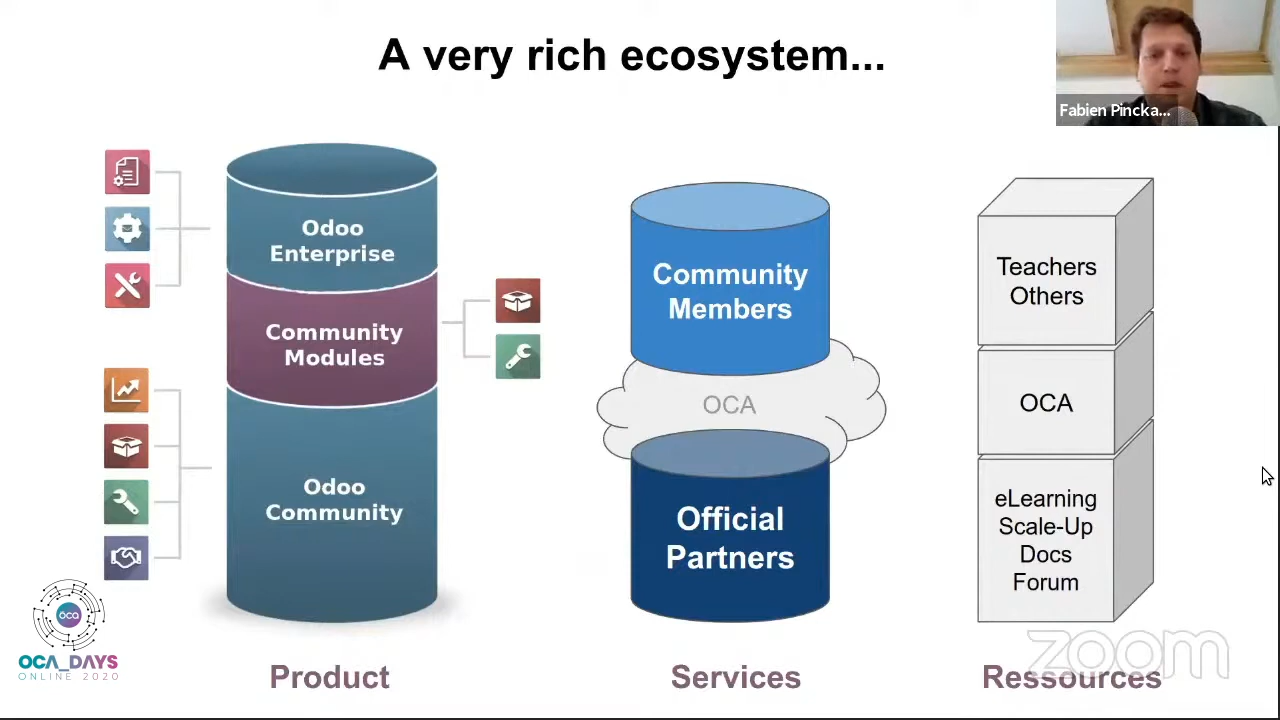 A very rich ecosystem...
Fabien Pincka...
Odoo
Enterprise
Community
Modules
Odoo
Community
Community
Members
OCA
Official
Partners
Teachers
Others
OCA
eLearning
Scale-Up
Docs
Forum
oca
OCA_DAYS
ONLINE 2020
Product
Services
Ressources
zoom